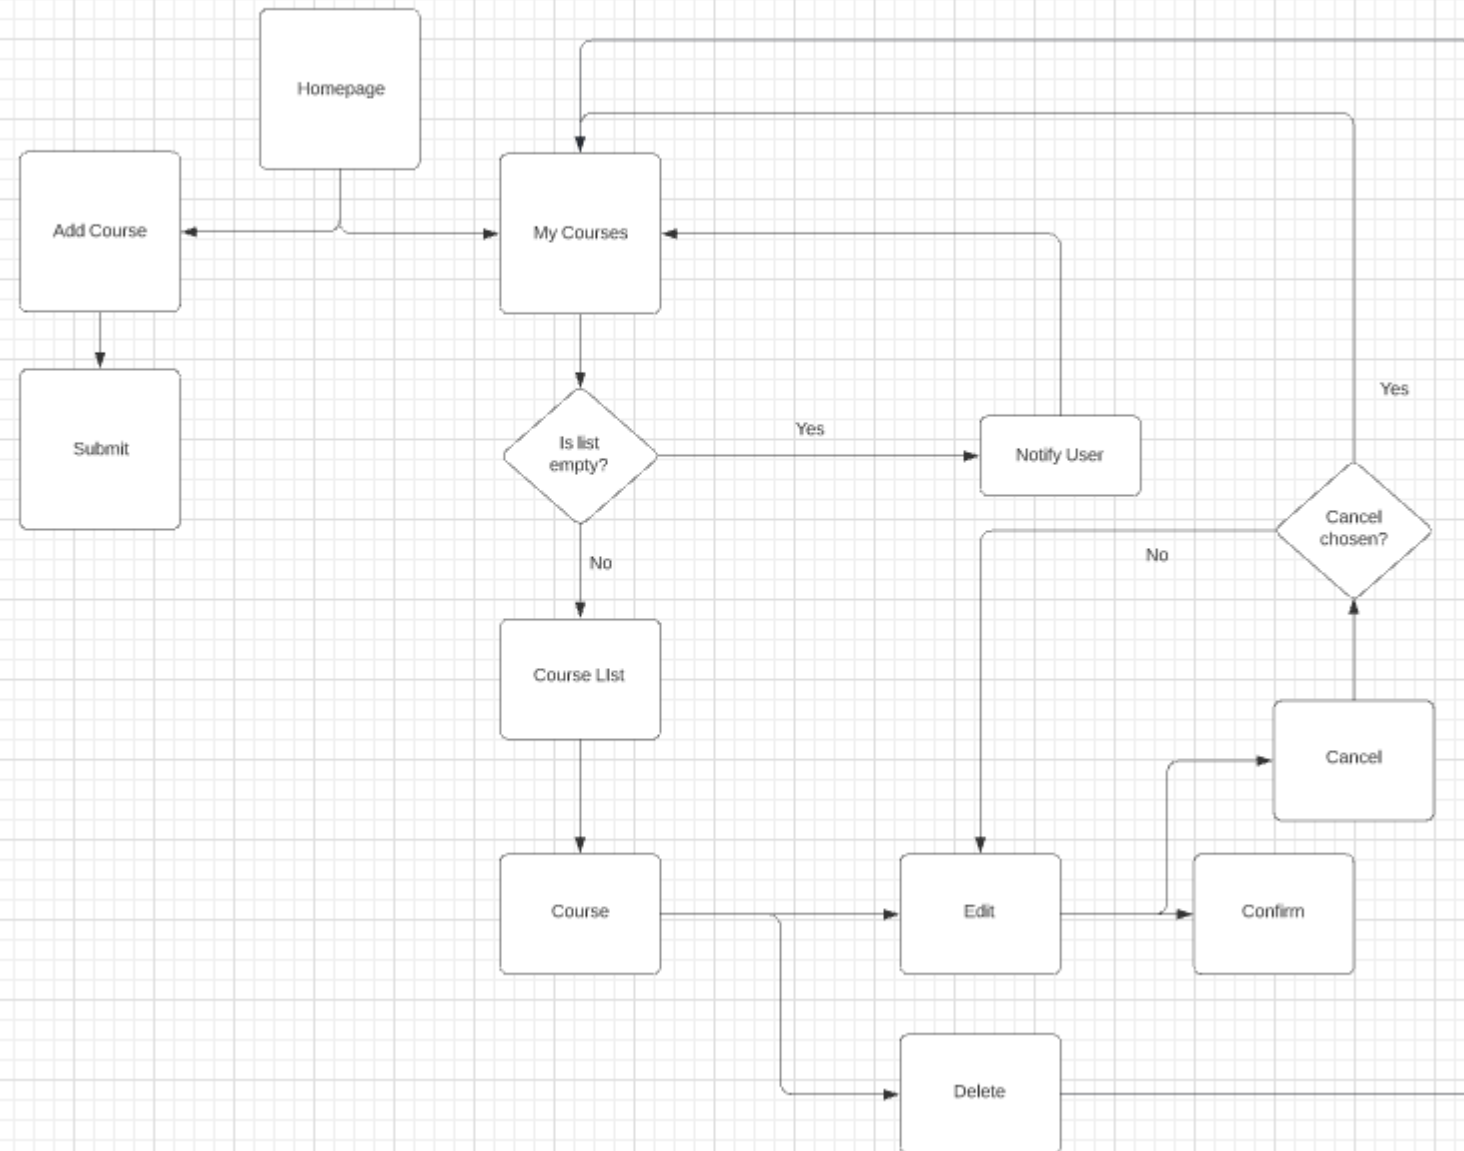 Homepage
Add Course
My Courses
Submit
Is list
empty?
Yes
Notify User
Yes
Cancel
chosen?
No
No
Course LIst
Cancel
Course
Edit
Confirm
Delete